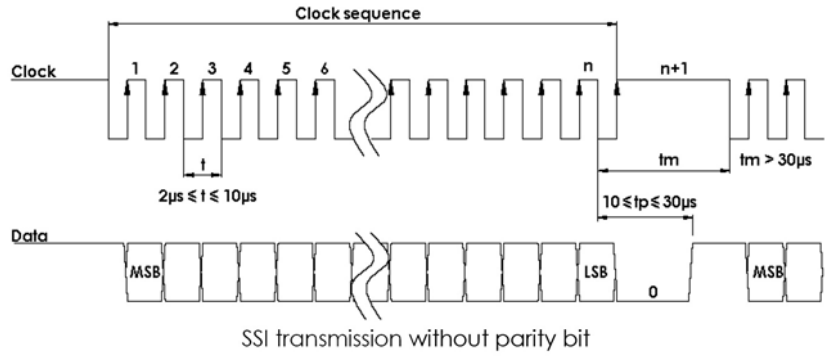 Clock sequence
Clock 1 2 3 4 5 6 n n+1
t tm tm > 30µs
2µs ⩽ t ⩽ 10µs
10 ⩽ tp ⩽ 30µs
Data
MSB LSB 0 MSB
SSI transmission without parity bit